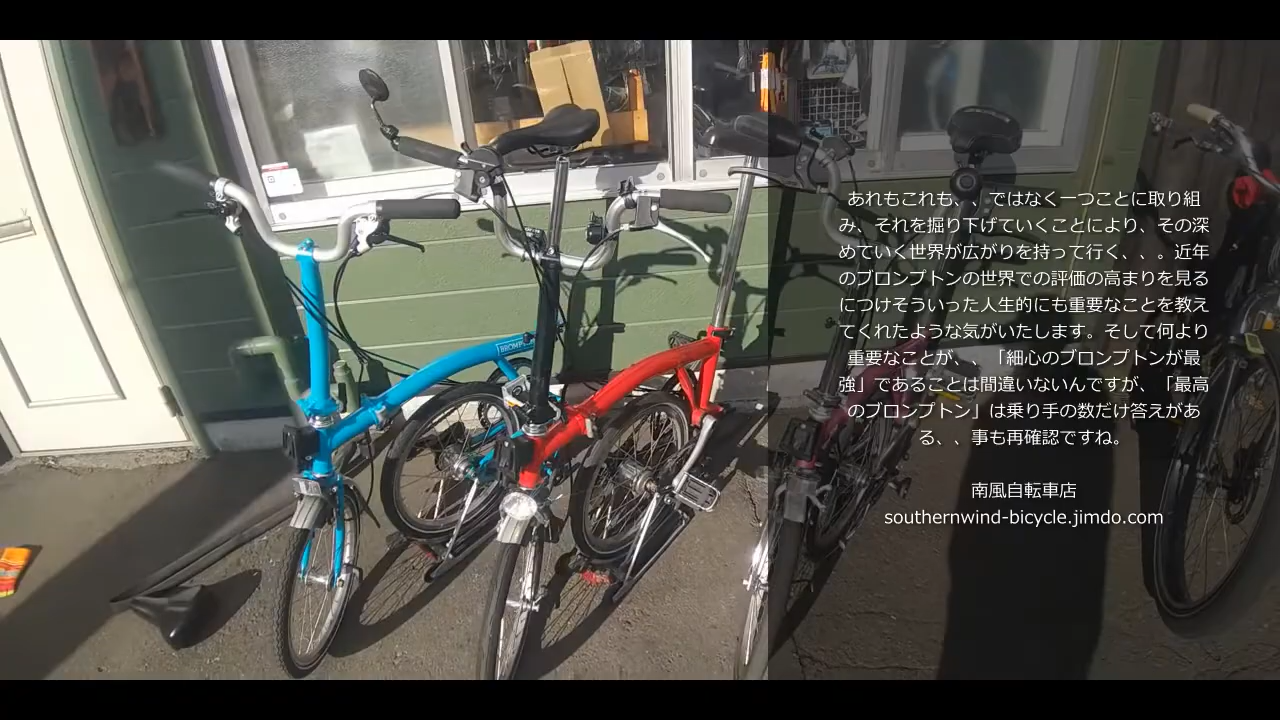 あれもこれも、、ではなく一つことに取り組
み、それを掘り下げていくことにより、その深
めていく世界が広がりを持って行く、、。近年
のブロンプトンの世界での評価の高まりを見る
につけそういった人生的にも重要なことを教え
てくれたような気がいたします。そして何より
重要なことが、、「細心のブロンプトンが最
強」であることは間違いないんですが、「最高
のブロンプトン」は乗り手の数だけ答えがあ
る、、事も再確認ですね。
南風自転車店
southernwind-bicycle.jimdo.com